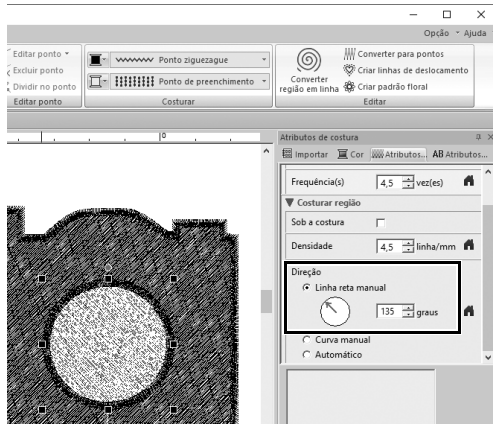 Opção Ajuda
Editar ponto
Excluir ponto
Dividir no ponto
Editar ponto
Ponto ziguezague
Ponto de preenchimento
Costurar
Converter
região em linha
Converter para pontos
Criar linhas de deslocamento
Criar padrão floral
Editar
0
Atributos de costura
Importar Cor Atributos... AB Atributos...
Frequência(s) 4,5 vez(es)
Costurar região
Sob a costura
Densidade 4,5 linha/mm
Direção
Linha reta manual
135 graus
Curva manual
Automático